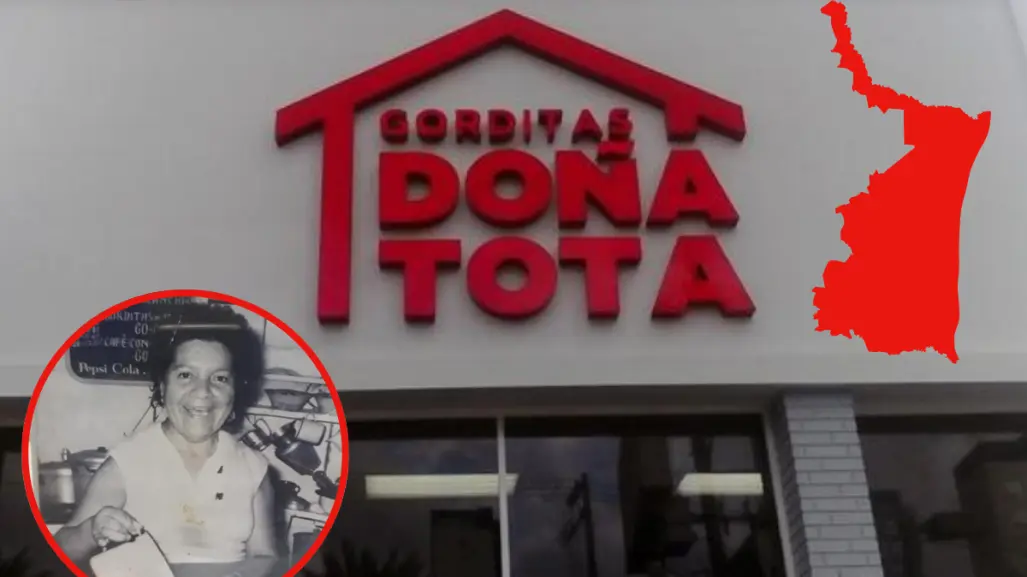 GORDITAS
DOÑA
TOTA
Pepsi Cola